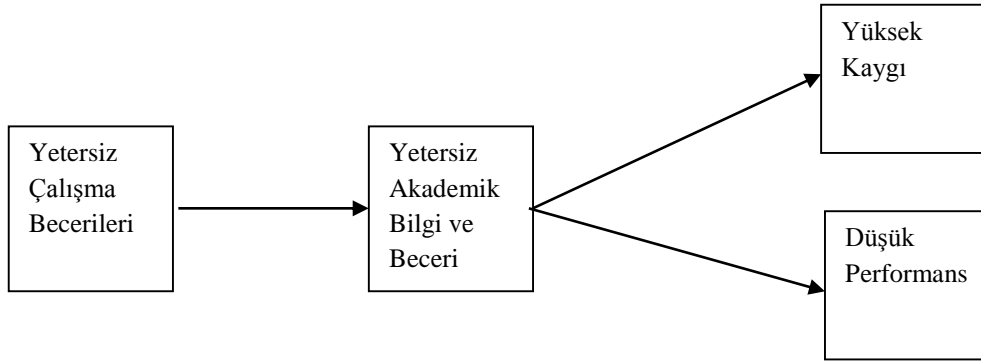 Yetersiz
Çalışma
Becerileri
Yetersiz
Akademik
Bilgi ve
Beceri
Yüksek
Kaygı
Düşük
Performans